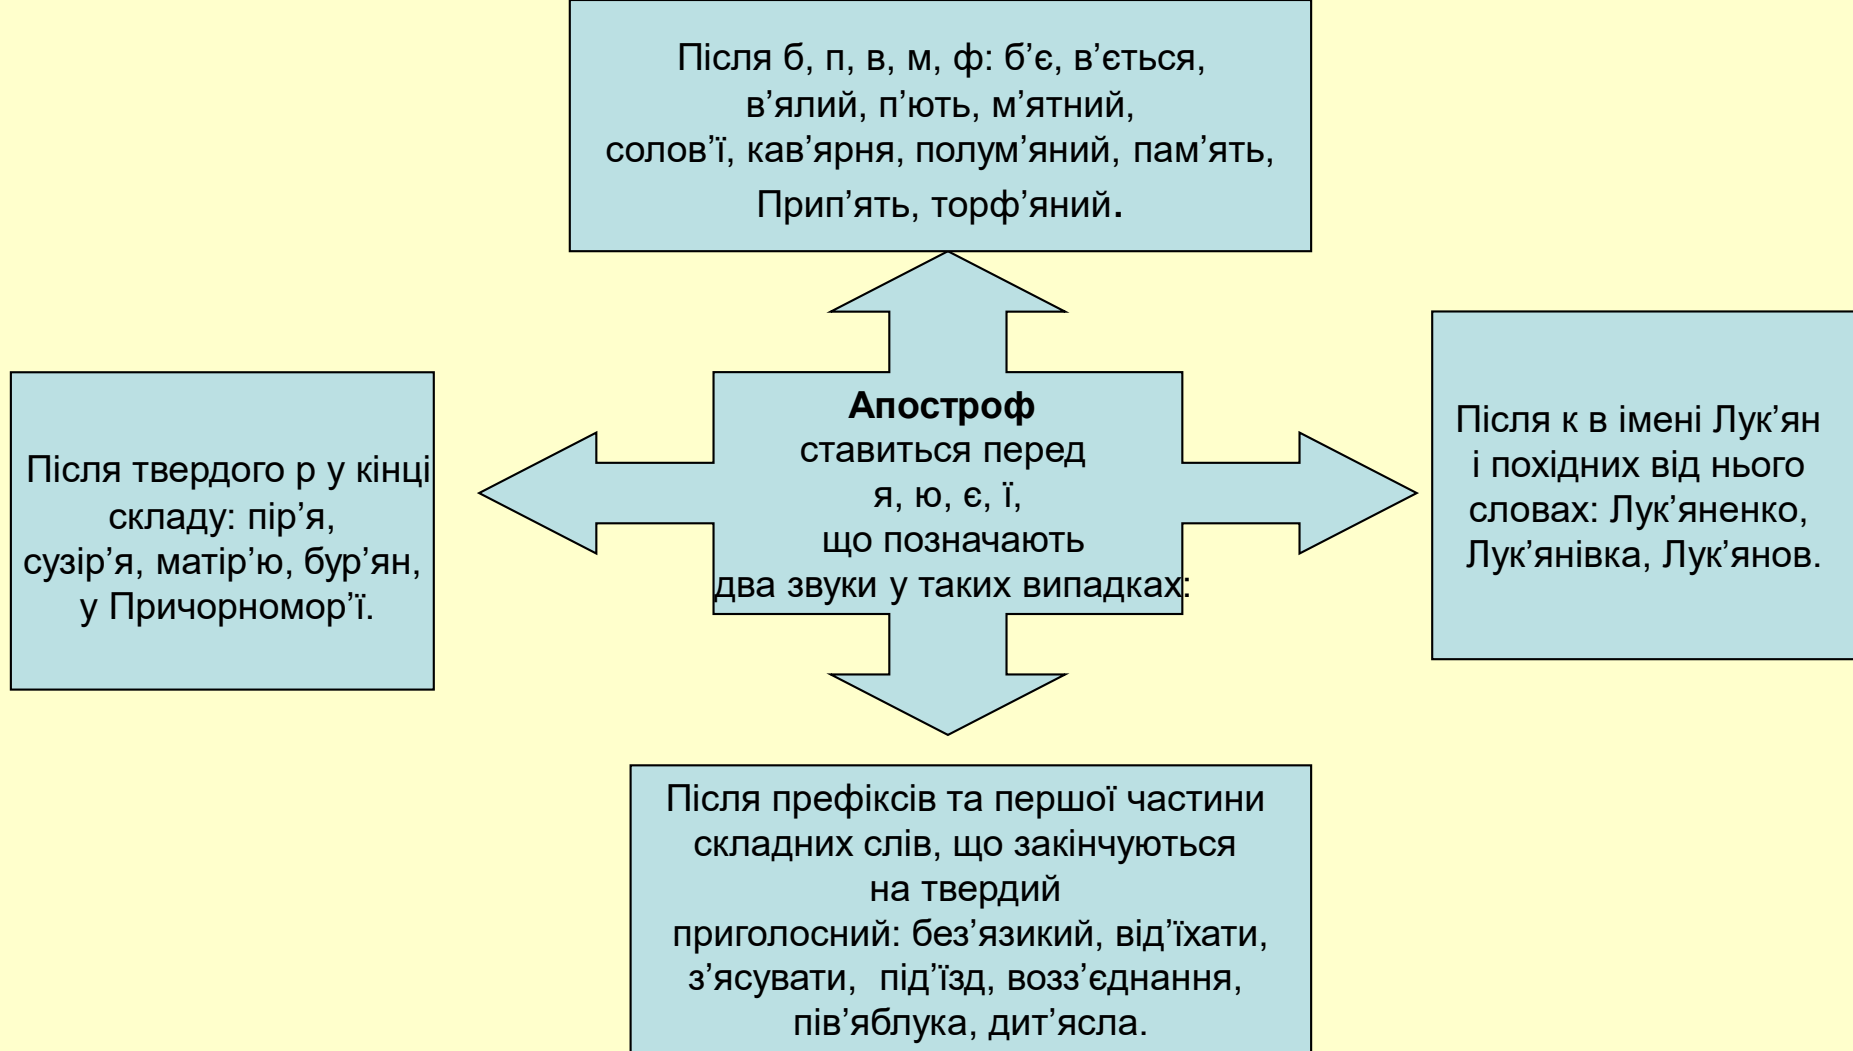 Після б, п, в, м, ф: б’є, в’ється,
в’ялий, п’ють, м’ятний,
солов’ї, кав’ярня, полум’яний, пам’ять,
Прип’ять, торф’яний.
Апостроф
ставиться перед
я, ю, є, ї,
що позначають
два звуки у таких випадках:
Після твердого р у кінці
складу: пір’я,
сузір’я, матір’ю, бур’ян,
у Причорномор’ї.
Після к в імені Лук’ян
і похідних від нього
словах: Лук’яненко,
Лук’янівка, Лук’янов.
Після префіксів та першої частини
складних слів, що закінчуються
на твердий
приголосний: без’язикий, від’їхати,
з’ясувати, під’їзд, возз’єднання,
пів’яблука, дит’ясла.